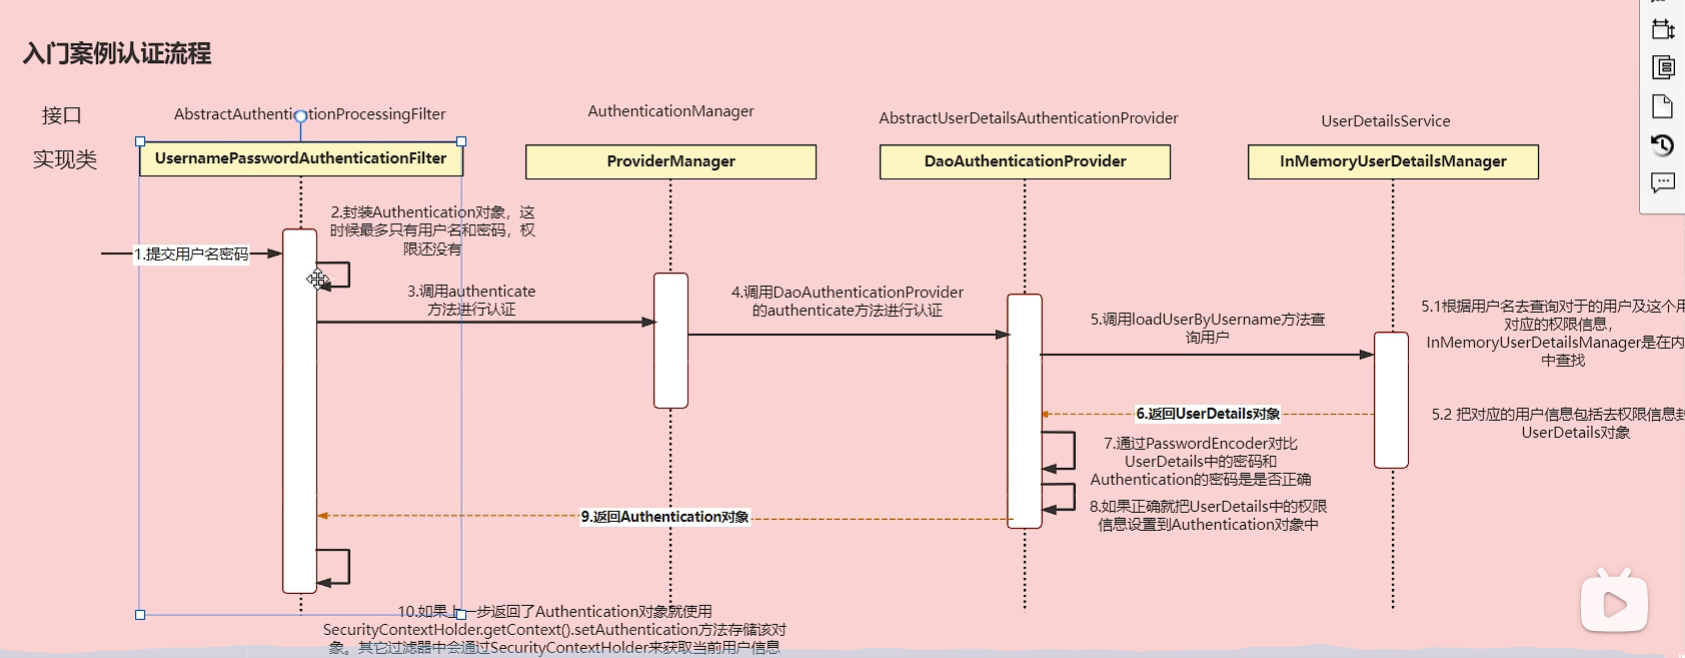 入门案例认证流程
接口
AbstractAuthenticationProcessingFilter
AuthenticationManager
AbstractUserDetailsAuthenticationProvider
UserDetailsService
实现类
UsernamePasswordAuthenticationFilter
ProviderManager
DaoAuthenticationProvider
InMemoryUserDetailsManager
1.提交用户名密码
2.封装Authentication对象，这
时候最多只有用户名和密码，权
限还没有
3.调用authenticate
方法进行认证
4.调用DaoAuthenticationProvider
的authenticate方法进行认证
5.调用loadUserByUsername方法查
询用户
5.1根据用户名去查询对于的用户及这个用
对应的权限信息，
InMemoryUserDetailsManager是在内
中查找
5.2 把对应的用户信息包括去权限信息封
UserDetails对象
6.返回UserDetails对象
7.通过PasswordEncoder对比
UserDetails中的密码和
Authentication的密码是是否正确
8.如果正确就把UserDetails中的权限
信息设置到Authentication对象中
9.返回Authentication对象
10.如果上一步返回了Authentication对象就使用
SecurityContextHolder.getContext().setAuthentication方法存储该对
象。其它过滤器中会通过SecurityContextHolder来获取当前用户信息